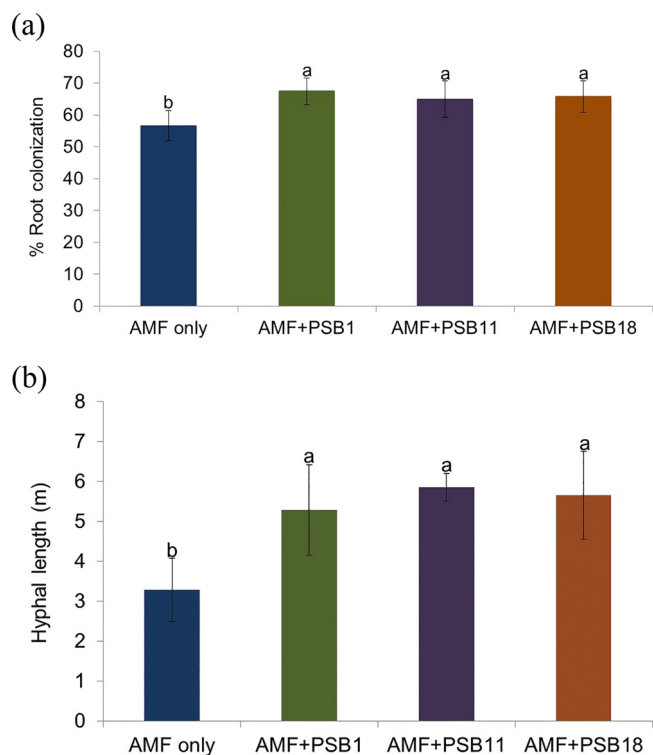 (a)
80
70
60
50
40
30
20
10
0
% Root colonization
b
a
a
a
AMF only AMF+PSB1 AMF+PSB11 AMF+PSB18
(b)
8
7
6
5
4
3
2
1
0
Hyphal length (m)
b
a
a
a
AMF only AMF+PSB1 AMF+PSB11 AMF+PSB18